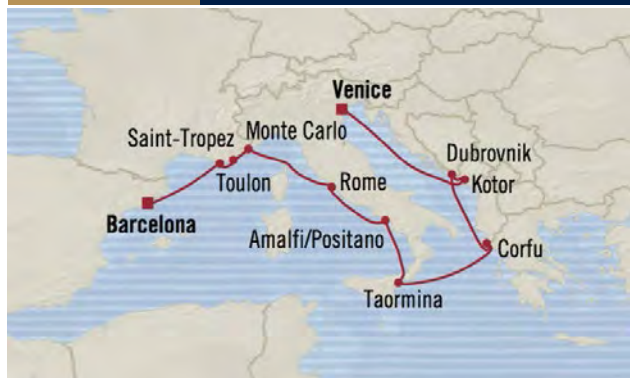 Venice
Saint-Tropez
Monte Carlo
Dubrovnik
Toulon
Rome
Kotor
Barcelona
Amalfi/Positano
Corfu
Taormina